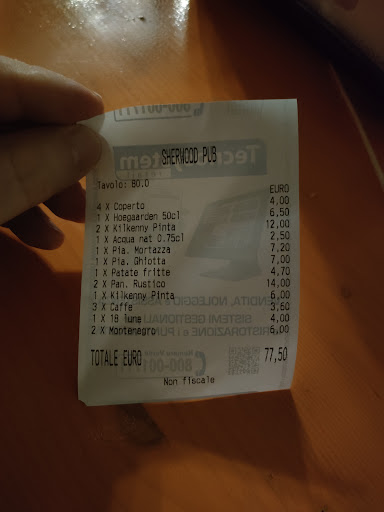 SHERWOOD PUB
Tavolo: 80.0
EURO
4 X Coperto 4,00
1 X Hoegaarden 50cl 6,50
2 X Kilkenny Pinta 12,00
1 X Acqua nat 0.75cl 2,50
1 X Pia. Mortazza 7,20
1 X Pia. Ghiotta 7,00
1 X Patate fritte 4,70
2 X Pan. Rustico 14,00
1 X Kilkenny Pinta 6,00
3 X Caffe 3,60
1 X 18 lune 4,00
2 X Montenegro 6,00
TOTALE EURO 77,50
Non fiscale